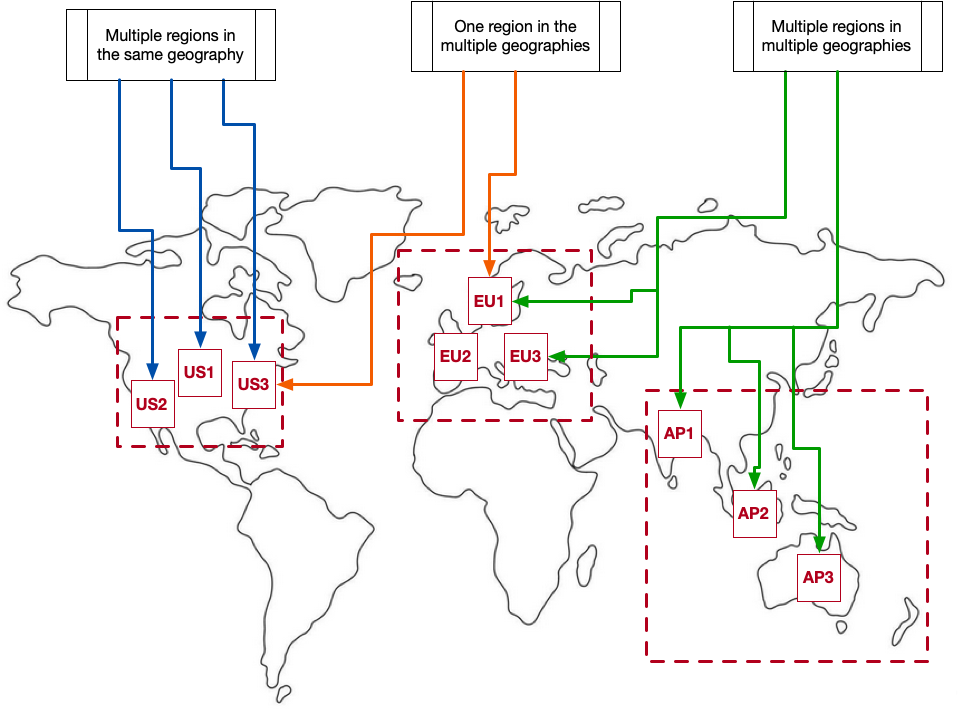 Multiple regions in
the same geography
One region in the
multiple geographies
Multiple regions in
multiple geographies
EU1
EU2
EU3
US1
US2
US3
AP1
AP2
AP3